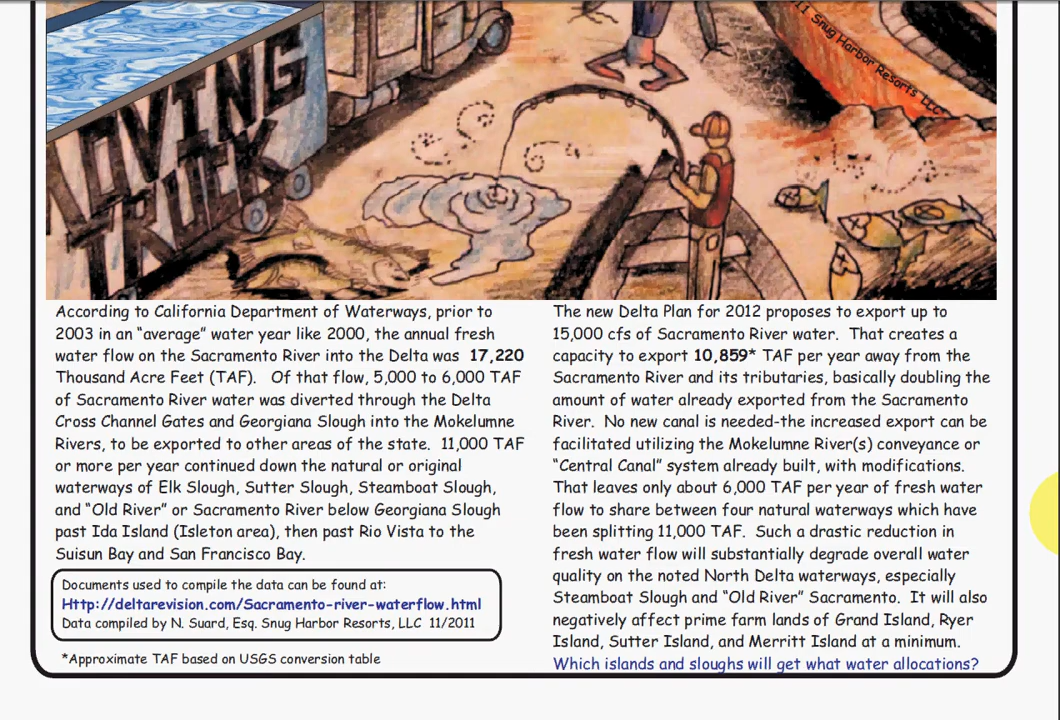 11 Snug Harbor Resorts LLC
MOVING
TRUCK
According to California Department of Waterways, prior to
2003 in an “average” water year like 2000, the annual fresh
water flow on the Sacramento River into the Delta was 17,220
Thousand Acre Feet (TAF). Of that flow, 5,000 to 6,000 TAF
of Sacramento River water was diverted through the Delta
Cross Channel Gates and Georgiana Slough into the Mokelumne
Rivers, to be exported to other areas of the state. 11,000 TAF
or more per year continued down the natural or original
waterways of Elk Slough, Sutter Slough, Steamboat Slough,
and “Old River” or Sacramento River below Georgiana Slough
past Ida Island (Isleton area), then past Rio Vista to the
Suisun Bay and San Francisco Bay.
Documents used to compile the data can be found at:
Http://deltarevision.com/Sacramento-river-waterflow.html
Data compiled by N. Suard, Esq. Snug Harbor Resorts, LLC 11/2011
*Approximate TAF based on USGS conversion table
The new Delta Plan for 2012 proposes to export up to
15,000 cfs of Sacramento River water. That creates a
capacity to export 10,859* TAF per year away from the
Sacramento River and its tributaries, basically doubling the
amount of water already exported from the Sacramento
River. No new canal is needed-the increased export can be
facilitated utilizing the Mokelumne River(s) conveyance or
“Central Canal” system already built, with modifications.
That leaves only about 6,000 TAF per year of fresh water
flow to share between four natural waterways which have
been splitting 11,000 TAF. Such a drastic reduction in
fresh water flow will substantially degrade overall water
quality on the noted North Delta waterways, especially
Steamboat Slough and “Old River” Sacramento. It will also
negatively affect prime farm lands of Grand Island, Ryer
Island, Sutter Island, and Merritt Island at a minimum.
Which islands and sloughs will get what water allocations?